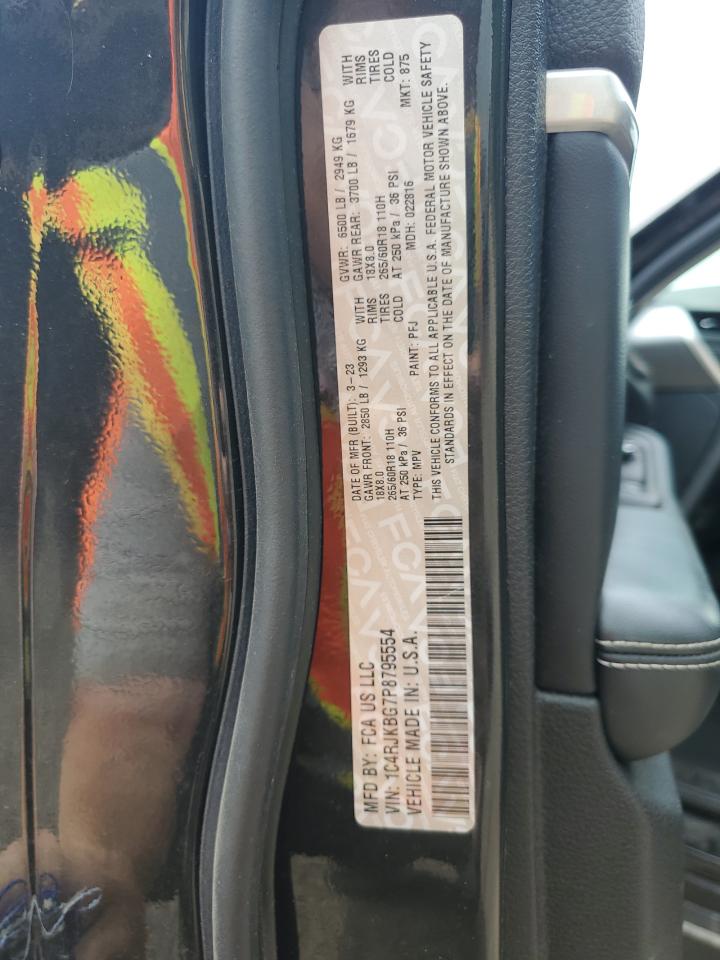 MFD BY: FCA US LLC
VIN: 1C4RJKBG7P8795554
VEHICLE MADE IN: U.S.A.
DATE OF MFR (BUILT): 3-23
GAWR FRONT: 2850 LB / 1293 KG WITH
18X8.0 RIMS
265/60R18 110H TIRES
AT 250 kPa / 36 PSI COLD
TYPE: MPV
PAINT: PFJ
GVWR: 6500 LB / 2949 KG
GAWR REAR: 3700 LB / 1679 KG WITH
18X8.0 RIMS
265/60R18 110H TIRES
AT 250 kPa / 36 PSI COLD
MDH: 022816
MKT: 875
THIS VEHICLE CONFORMS TO ALL APPLICABLE U.S.A. FEDERAL MOTOR VEHICLE SAFETY
STANDARDS IN EFFECT ON THE DATE OF MANUFACTURE SHOWN ABOVE.